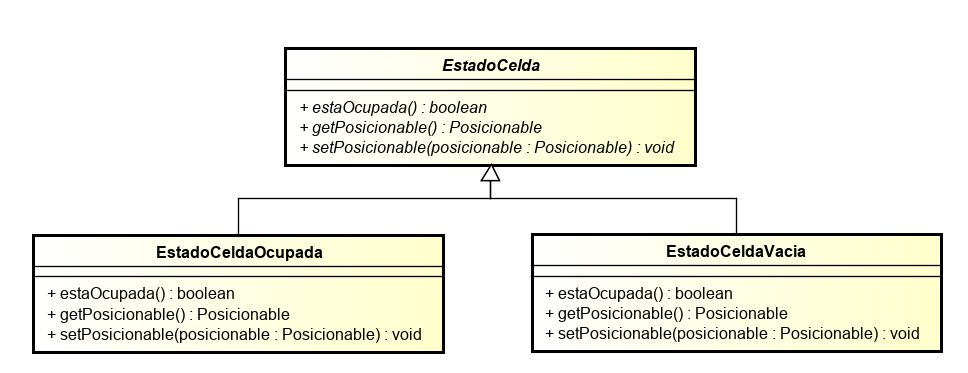 EstadoCelda
+ estaOcupada() : boolean
+ getPosicionable() : Posicionable
+ setPosicionable(posicionable : Posicionable) : void
EstadoCeldaOcupada
+ estaOcupada() : boolean
+ getPosicionable() : Posicionable
+ setPosicionable(posicionable : Posicionable) : void
EstadoCeldaVacia
+ estaOcupada() : boolean
+ getPosicionable() : Posicionable
+ setPosicionable(posicionable : Posicionable) : void